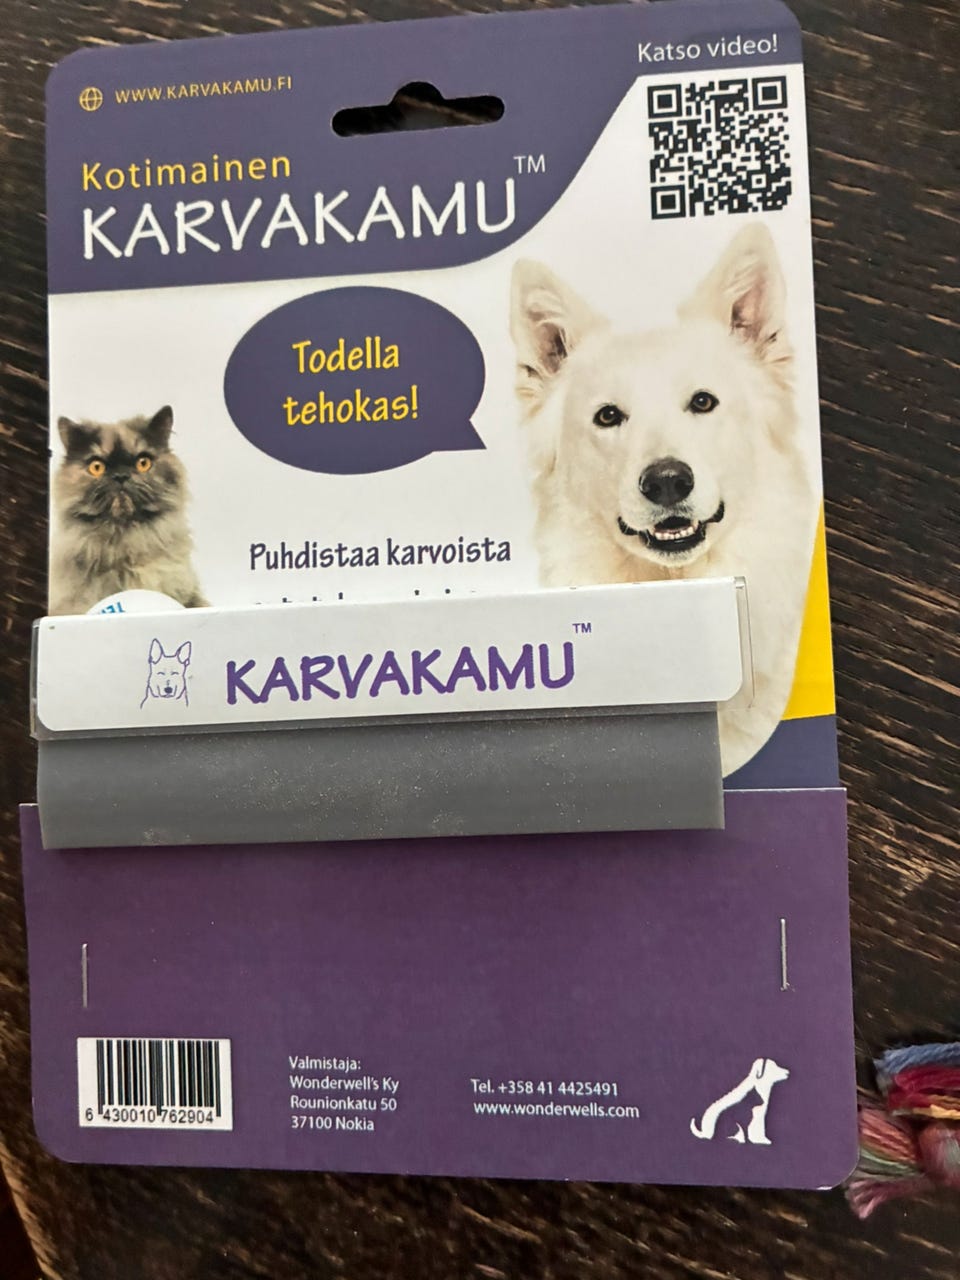 WWW.KARVAKAMU.FI
Katso video!
Kotimainen
KARVAKAMU™
Todella
tehokas!
Puhdistaa karvoista
KARVAKAMU™
6 430010 762904
Valmistaja:
Wonderwell's Ky
Rounionkatu 50
37100 Nokia
Tel. +358 41 4425491
www.wonderwells.com